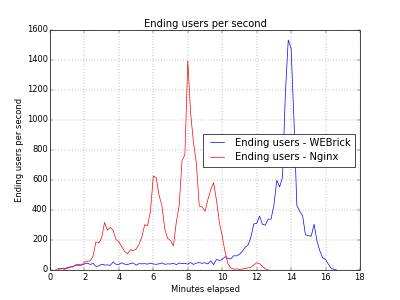 Ending users per second
1600
1400
1200
1000
800
600
400
200
0
Ending users per second
Ending users - WEBrick
Ending users - Nginx
0 2 4 6 8 10 12 14 16 18
Minutes elapsed